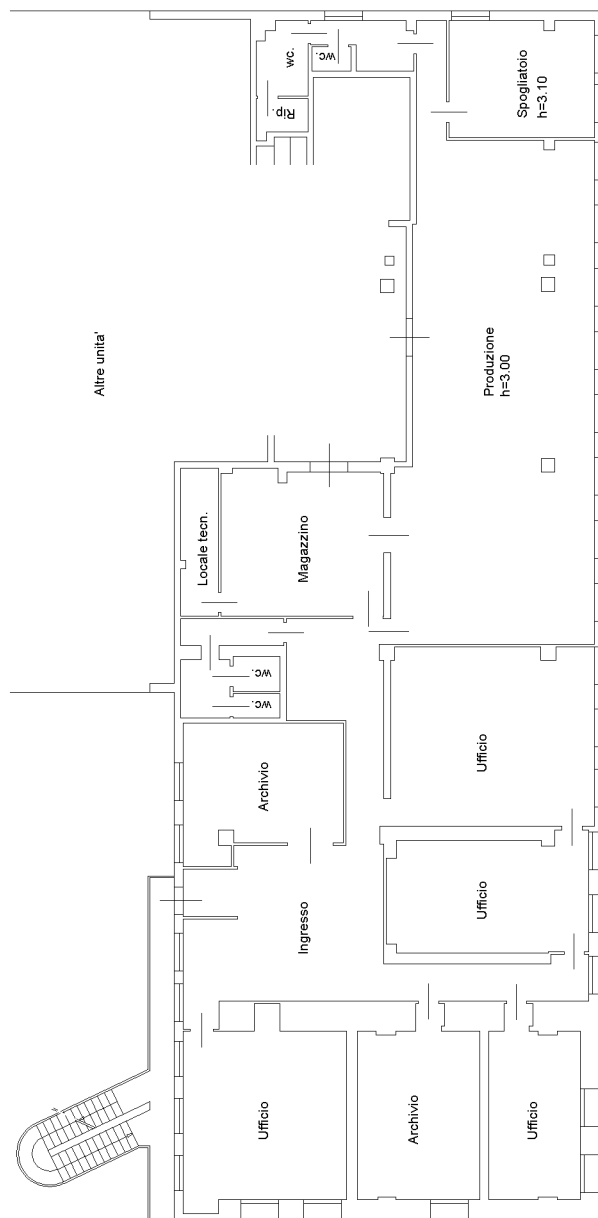 wc.
wc.
Rip.
Spogliatoio
h=3.10
Altre unita'
Produzione
h=3.00
Locale tecn.
Magazzino
wc.
wc.
Archivio
Ufficio
Ufficio
Ingresso
Ufficio
Archivio
Ufficio